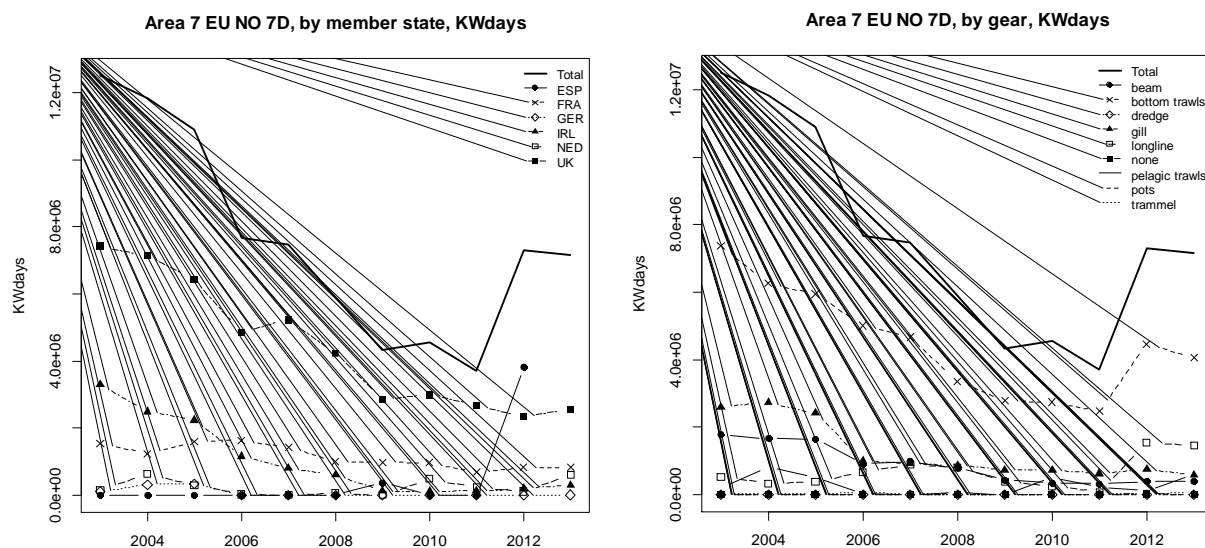 Area 7 EU NO 7D, by member state, KWdays
KWdays
0.0e+00
4.0e+06
8.0e+06
1.2e+07
2004 2006 2008 2010 2012
Total
ESP
FRA
GER
IRL
NED
UK
Area 7 EU NO 7D, by gear, KWdays
KWdays
0.0e+00
4.0e+06
8.0e+06
1.2e+07
2004 2006 2008 2010 2012
Total
beam
bottom trawls
dredge
gill
longline
none
pelagic trawls
pots
trammel